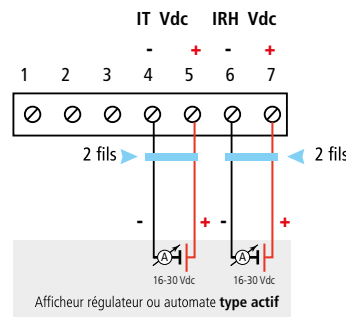 IT Vdc IRH Vdc
- + - +
1 2 3 4 5 6 7
2 fils 2 fils
- + - +
A A
16-30 Vdc 16-30 Vdc
Afficheur régulateur ou automate type actif